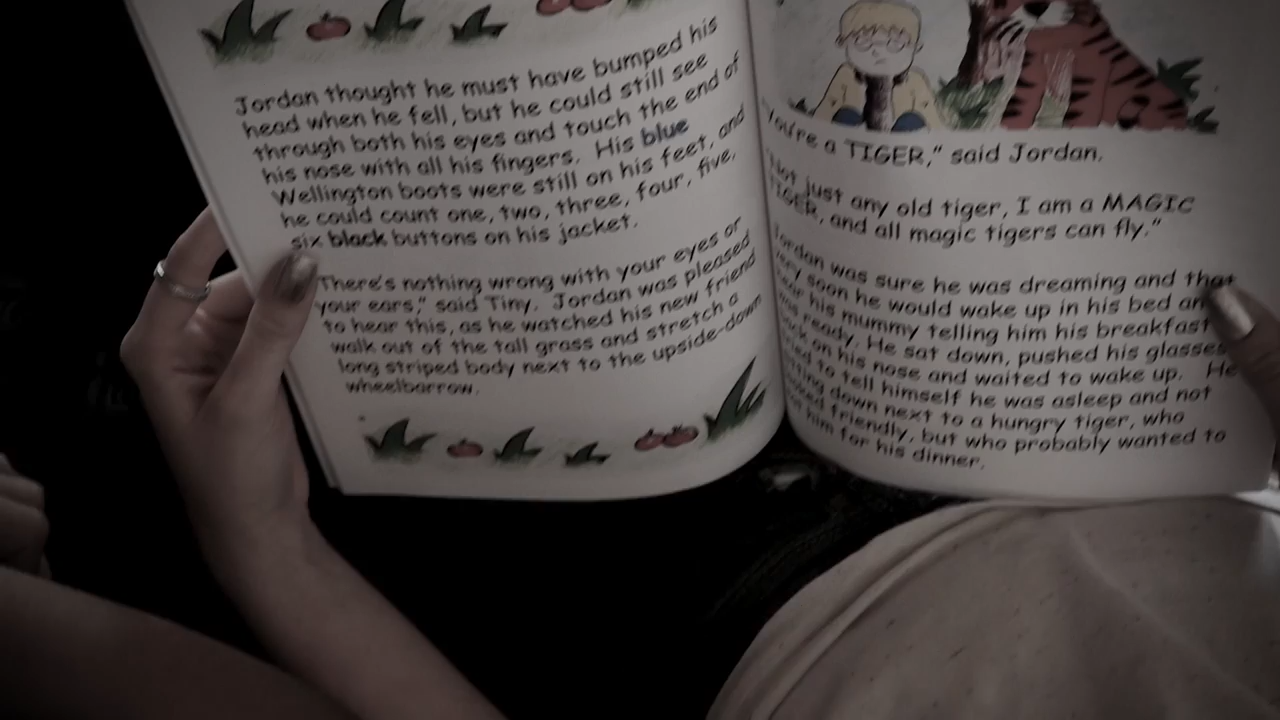 Jordan thought he must have bumped his
head when he fell, but he could still see
through both his eyes and touch the end of
his nose with all his fingers. His blue
Wellington boots were still on his feet, and
he could count one, two, three, four, five,
six black buttons on his jacket.
There's nothing wrong with your eyes or
your ears," said Tiny. Jordan was pleased
to hear this, as he watched his new friend
walk out of the tall grass and stretch a
long striped body next to the upside-down
wheelbarrow.
You're a TIGER," said Jordan.
Not just any old tiger, I am a MAGIC
TIGER, and all magic tigers can fly."
Jordan was sure he was dreaming and that
very soon he would wake up in his bed and
hear his mummy telling him his breakfast
was ready. He sat down, pushed his glasses
back on his nose and waited to wake up. He
tried to tell himself he was asleep and not
sitting down next to a hungry tiger, who
looked friendly, but who probably wanted to
him for his dinner.